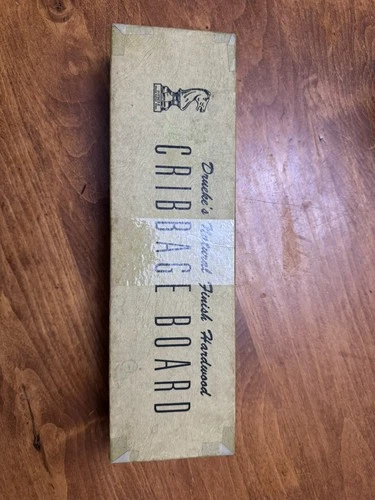 Drueke's Natural Finish Hardwood
CRIBBAGE BOARD